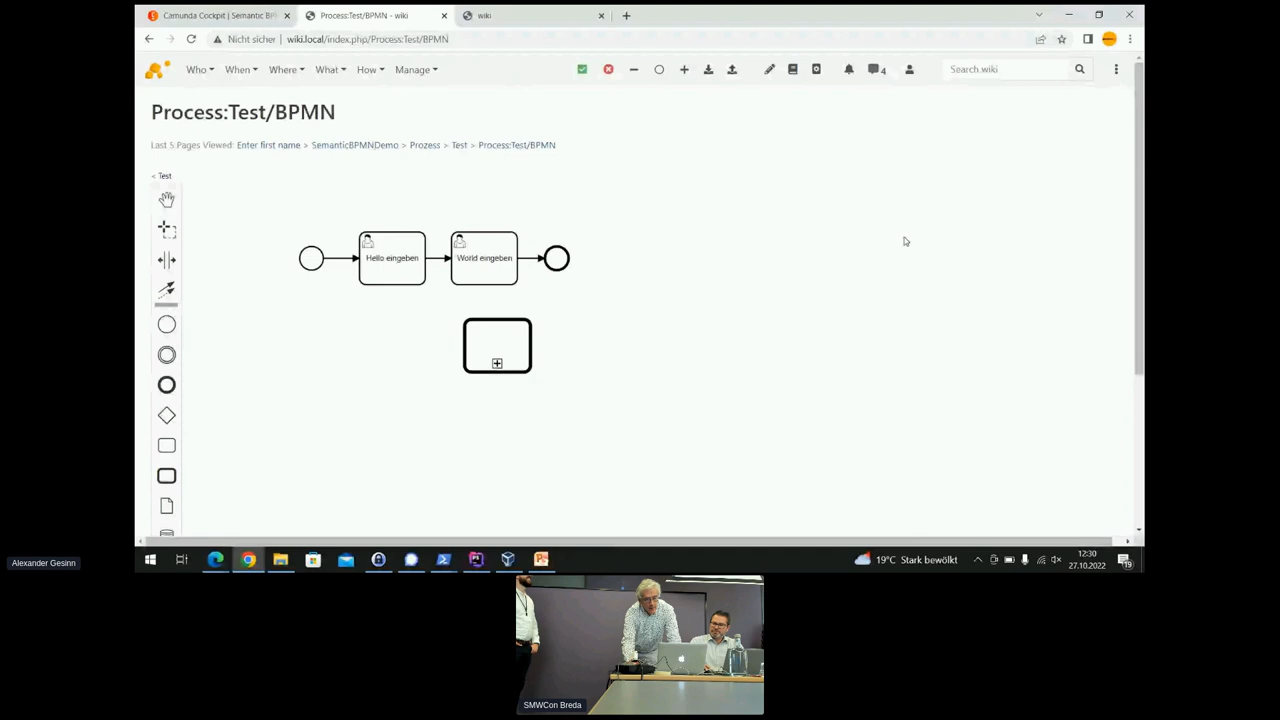 Camunda Cockpit | Semantic BP
Process:Test/BPMN - wiki
wiki
Nicht sicher
wiki.local/index.php/Process:Test/BPMN
Who
When
Where
What
How
Manage
4
Search wiki
Process:Test/BPMN
Last 5 Pages Viewed: Enter first name > SemanticBPMNDemo > Prozess > Test > Process:Test/BPMN
< Test
Hello eingeben
World eingeben
19°C Stark bewölkt
12:30
27.10.2022
19
Alexander Gesinn
SMWCon Breda